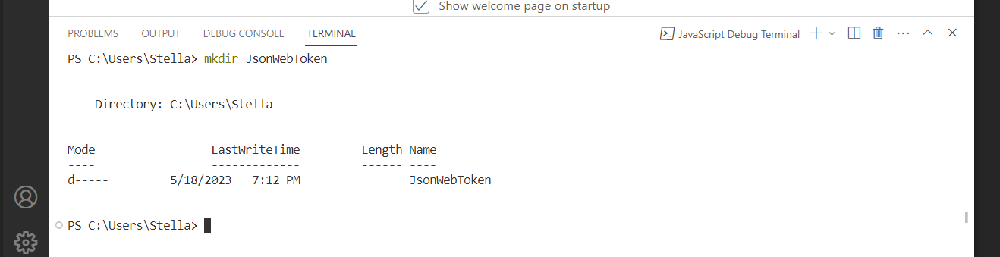 Show welcome page on startup
PROBLEMS OUTPUT DEBUG CONSOLE TERMINAL JavaScript Debug Terminal
PS C:\Users\Stella> mkdir JsonWebToken
Directory: C:\Users\Stella
Mode LastWriteTime Length Name
---- ------------- ------ ----
d----- 5/18/2023 7:12 PM JsonWebToken
PS C:\Users\Stella>